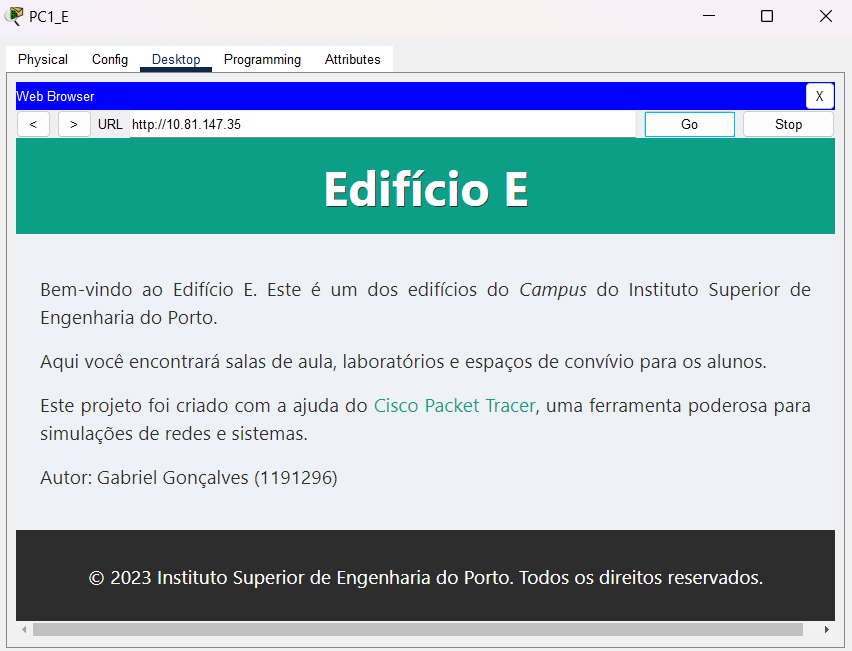 PC1_E
Physical Config Desktop Programming Attributes
Web Browser X
< > URL http://10.81.147.35 Go Stop
Edifício E
Bem-vindo ao Edifício E. Este é um dos edifícios do Campus do Instituto Superior de
Engenharia do Porto.
Aqui você encontrará salas de aula, laboratórios e espaços de convívio para os alunos.
Este projeto foi criado com a ajuda do Cisco Packet Tracer, uma ferramenta poderosa para
simulações de redes e sistemas.
Autor: Gabriel Gonçalves (1191296)
© 2023 Instituto Superior de Engenharia do Porto. Todos os direitos reservados.